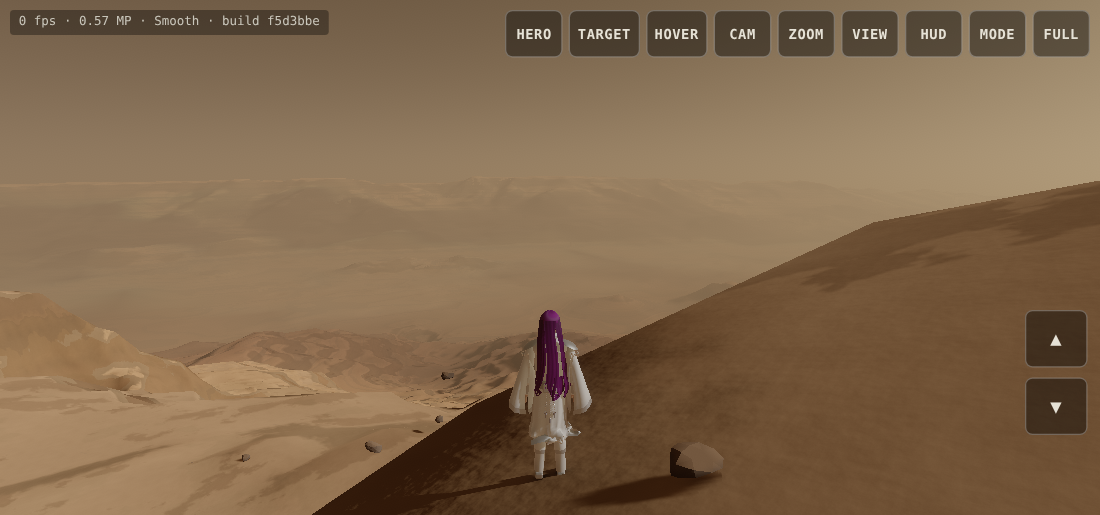 0 fps · 0.57 MP · Smooth · build f5d3bbe
HERO TARGET HOVER CAM ZOOM VIEW HUD MODE FULL
▲
▼